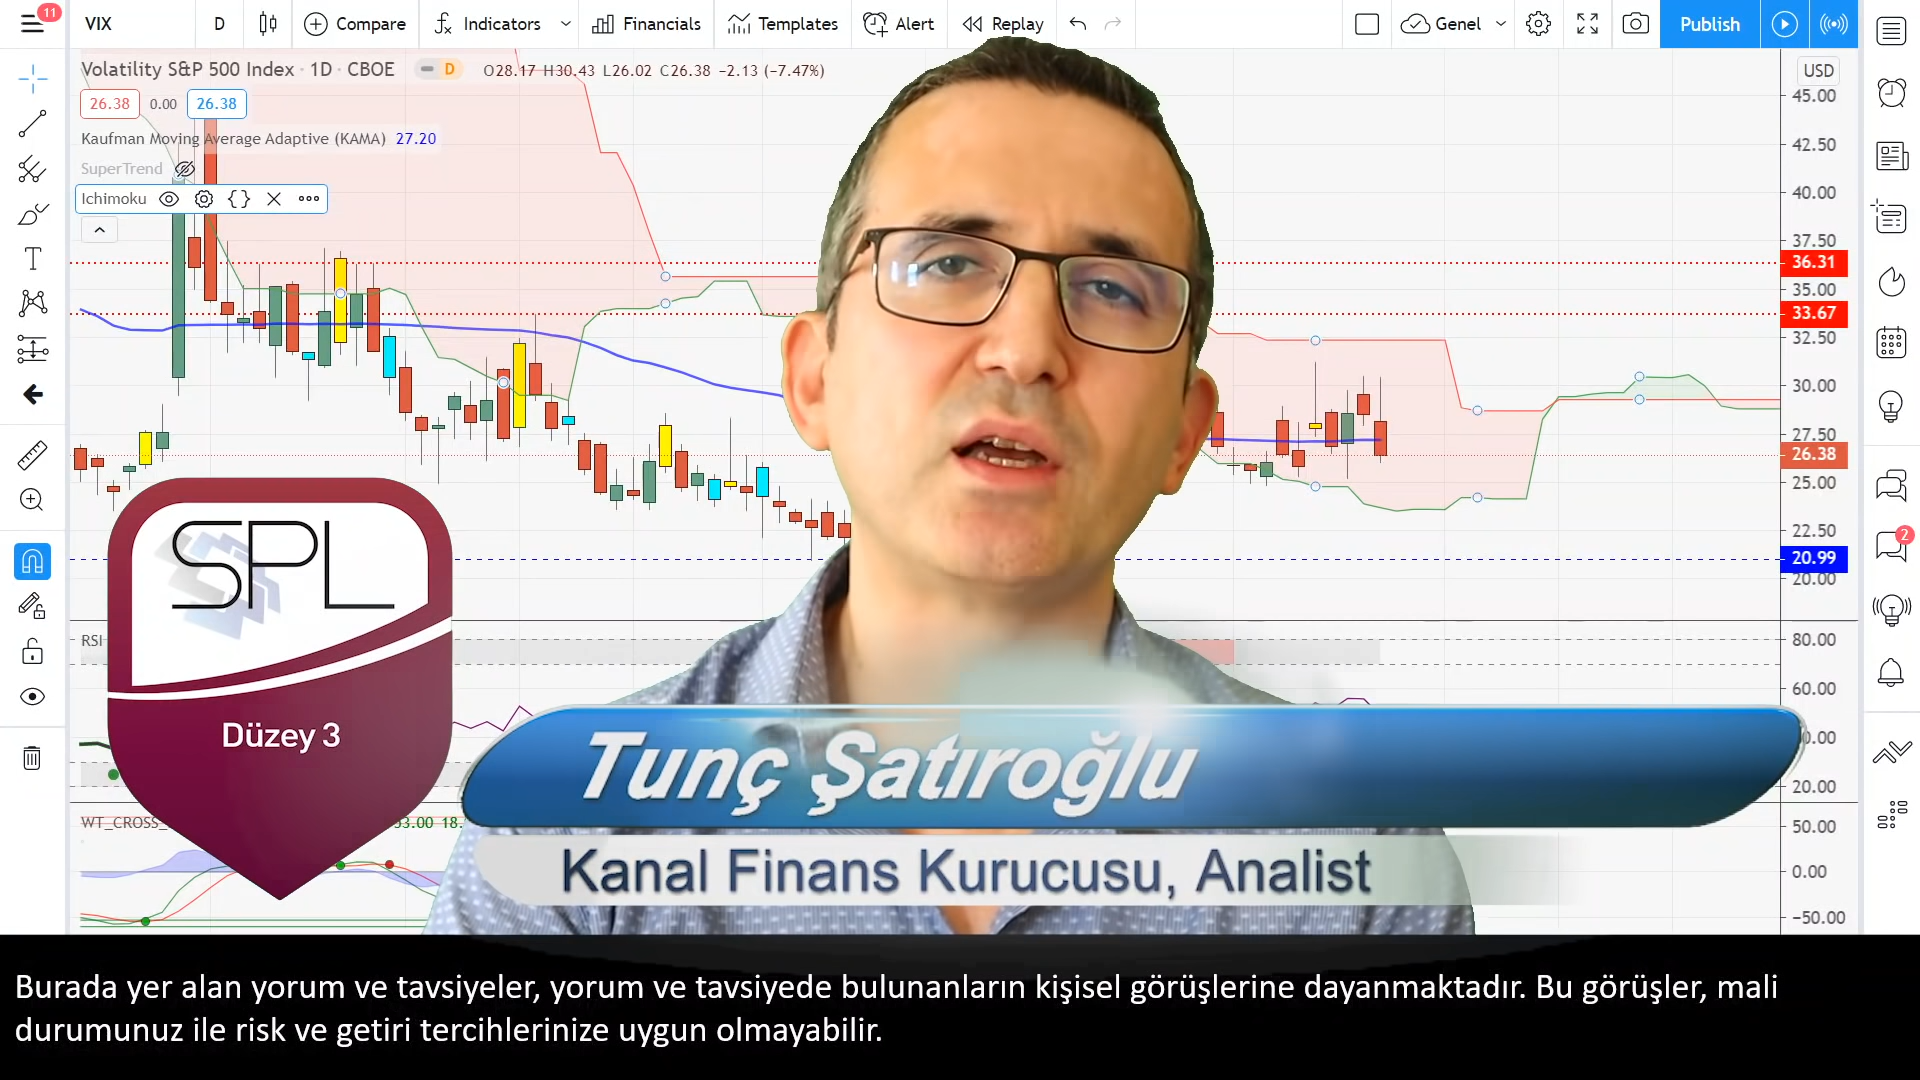 11
VIX
D
Compare
Indicators
Financials
Templates
Alert
Replay
Genel
Publish
Volatility S&P 500 Index · 1D · CBOE
D
O28.17 H30.43 L26.02 C26.38 −2.13 (−7.47%)
USD
26.38 0.00 26.38
Kaufman Moving Average Adaptive (KAMA) 27.20
SuperTrend
Ichimoku
45.00
42.50
40.00
37.50
36.31
35.00
33.67
32.50
30.00
27.50
26.38
25.00
22.50
20.99
20.00
2
RSI
80.00
60.00
20.00
WT_CROSS_
50.00
0.00
−50.00
SPL
Düzey 3
Tunç Şatıroğlu
Kanal Finans Kurucusu, Analist
Burada yer alan yorum ve tavsiyeler, yorum ve tavsiyede bulunanların kişisel görüşlerine dayanmaktadır. Bu görüşler, mali
durumunuz ile risk ve getiri tercihlerinize uygun olmayabilir.